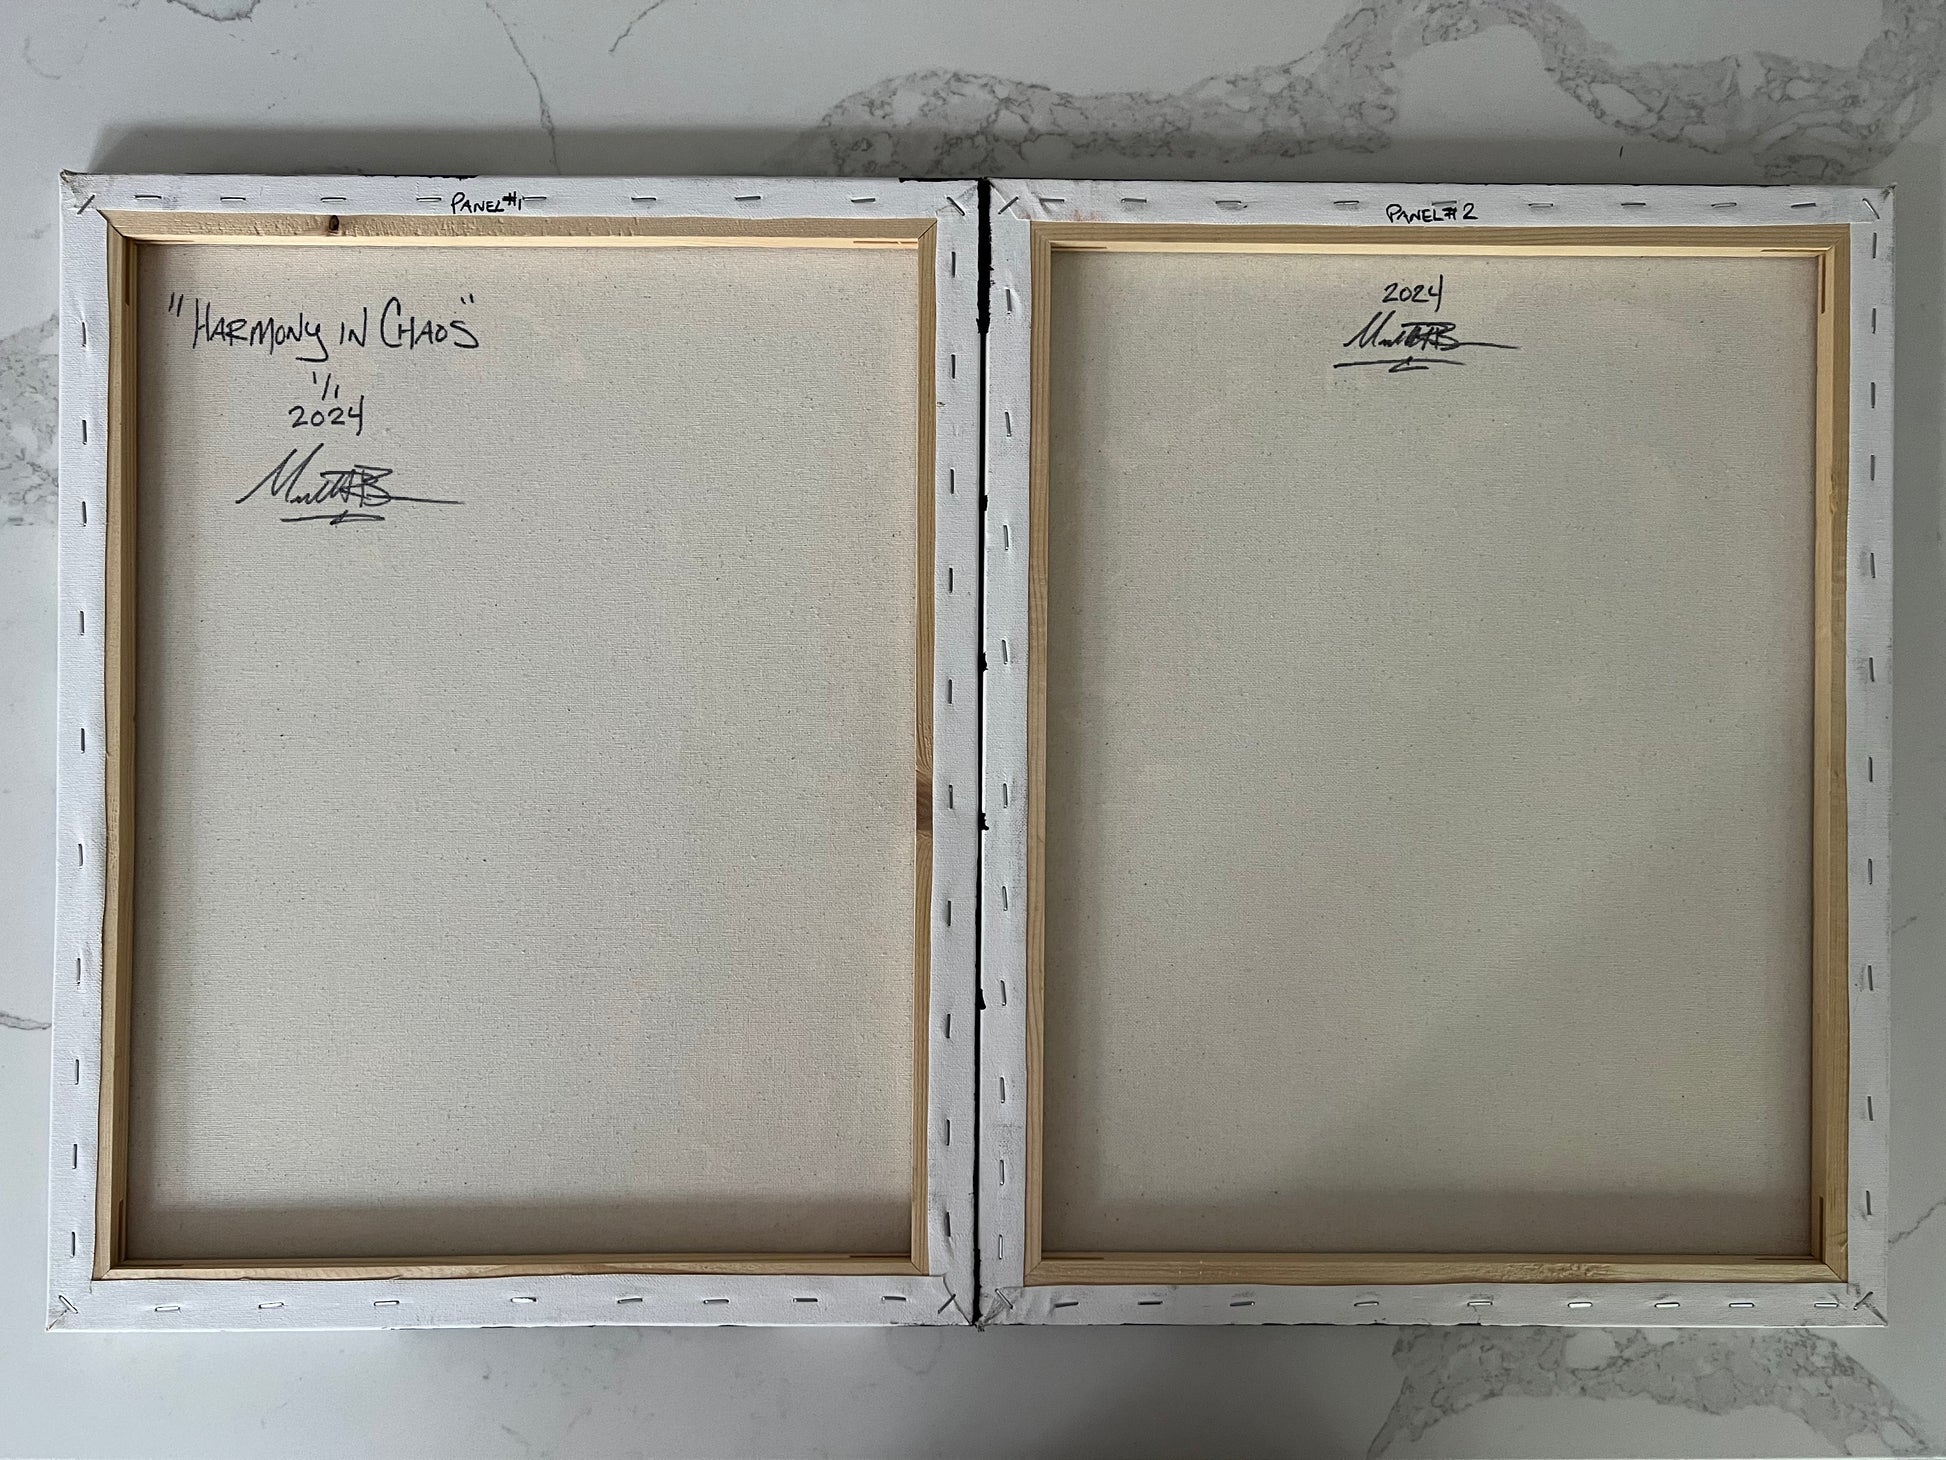 PANEL #1
"HARMONY IN CHAOS"
1/1
2024
PANEL #2
2024